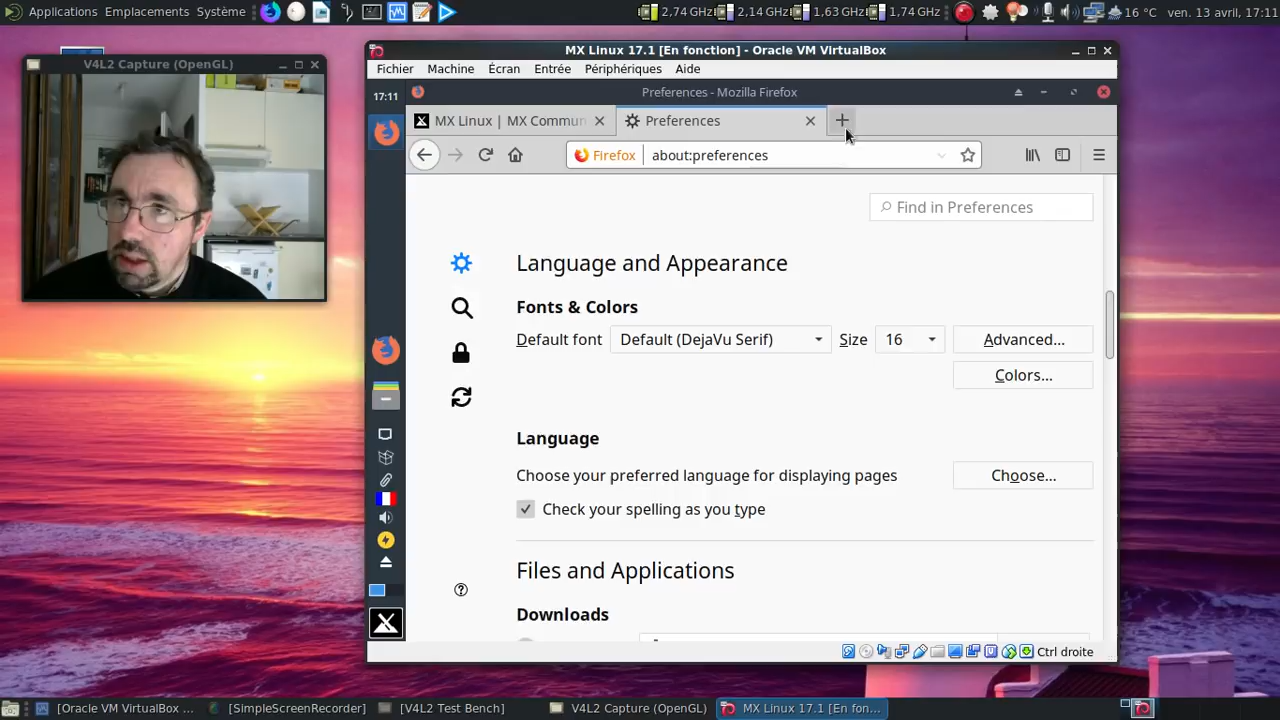 Applications Emplacements Système 2,74 GHz 2,14 GHz 1,63 GHz 1,74 GHz 16 °C ven. 13 avril, 17:11
V4L2 Capture (OpenGL)
MX Linux 17.1 [En fonction] - Oracle VM VirtualBox
Fichier Machine Écran Entrée Périphériques Aide
17:11 Preferences - Mozilla Firefox
MX Linux | MX Commun Preferences
Firefox about:preferences
Find in Preferences
Language and Appearance
Fonts & Colors
Default font Default (DejaVu Serif) Size 16 Advanced...
Colors...
Language
Choose your preferred language for displaying pages Choose...
Check your spelling as you type
Files and Applications
Downloads
Ctrl droite
[Oracle VM VirtualBox ... [SimpleScreenRecorder] [V4L2 Test Bench] V4L2 Capture (OpenGL) MX Linux 17.1 [En fon...